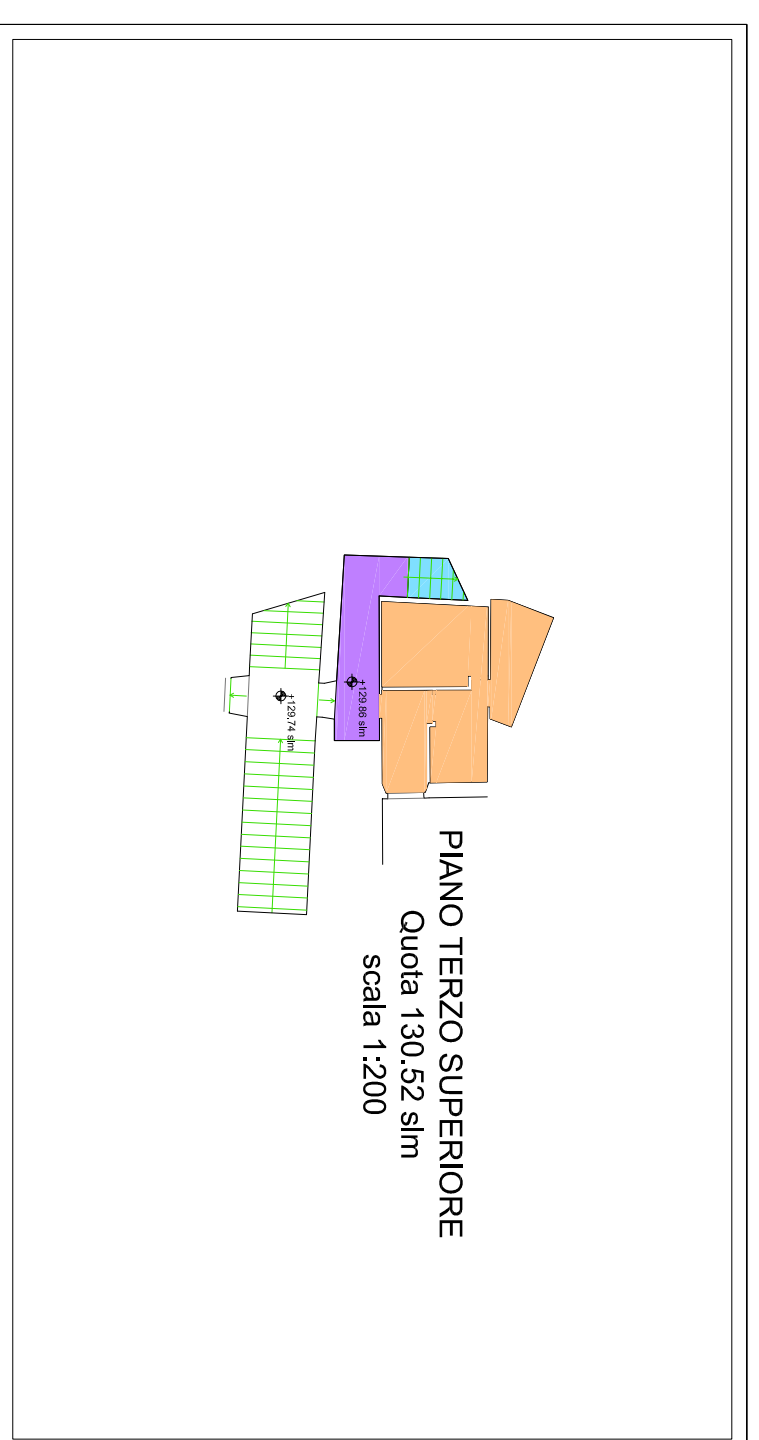 PIANO TERZO SUPERIORE
Quota 130.52 slm
scala 1:200
+129.86 slm
+129,74 slm